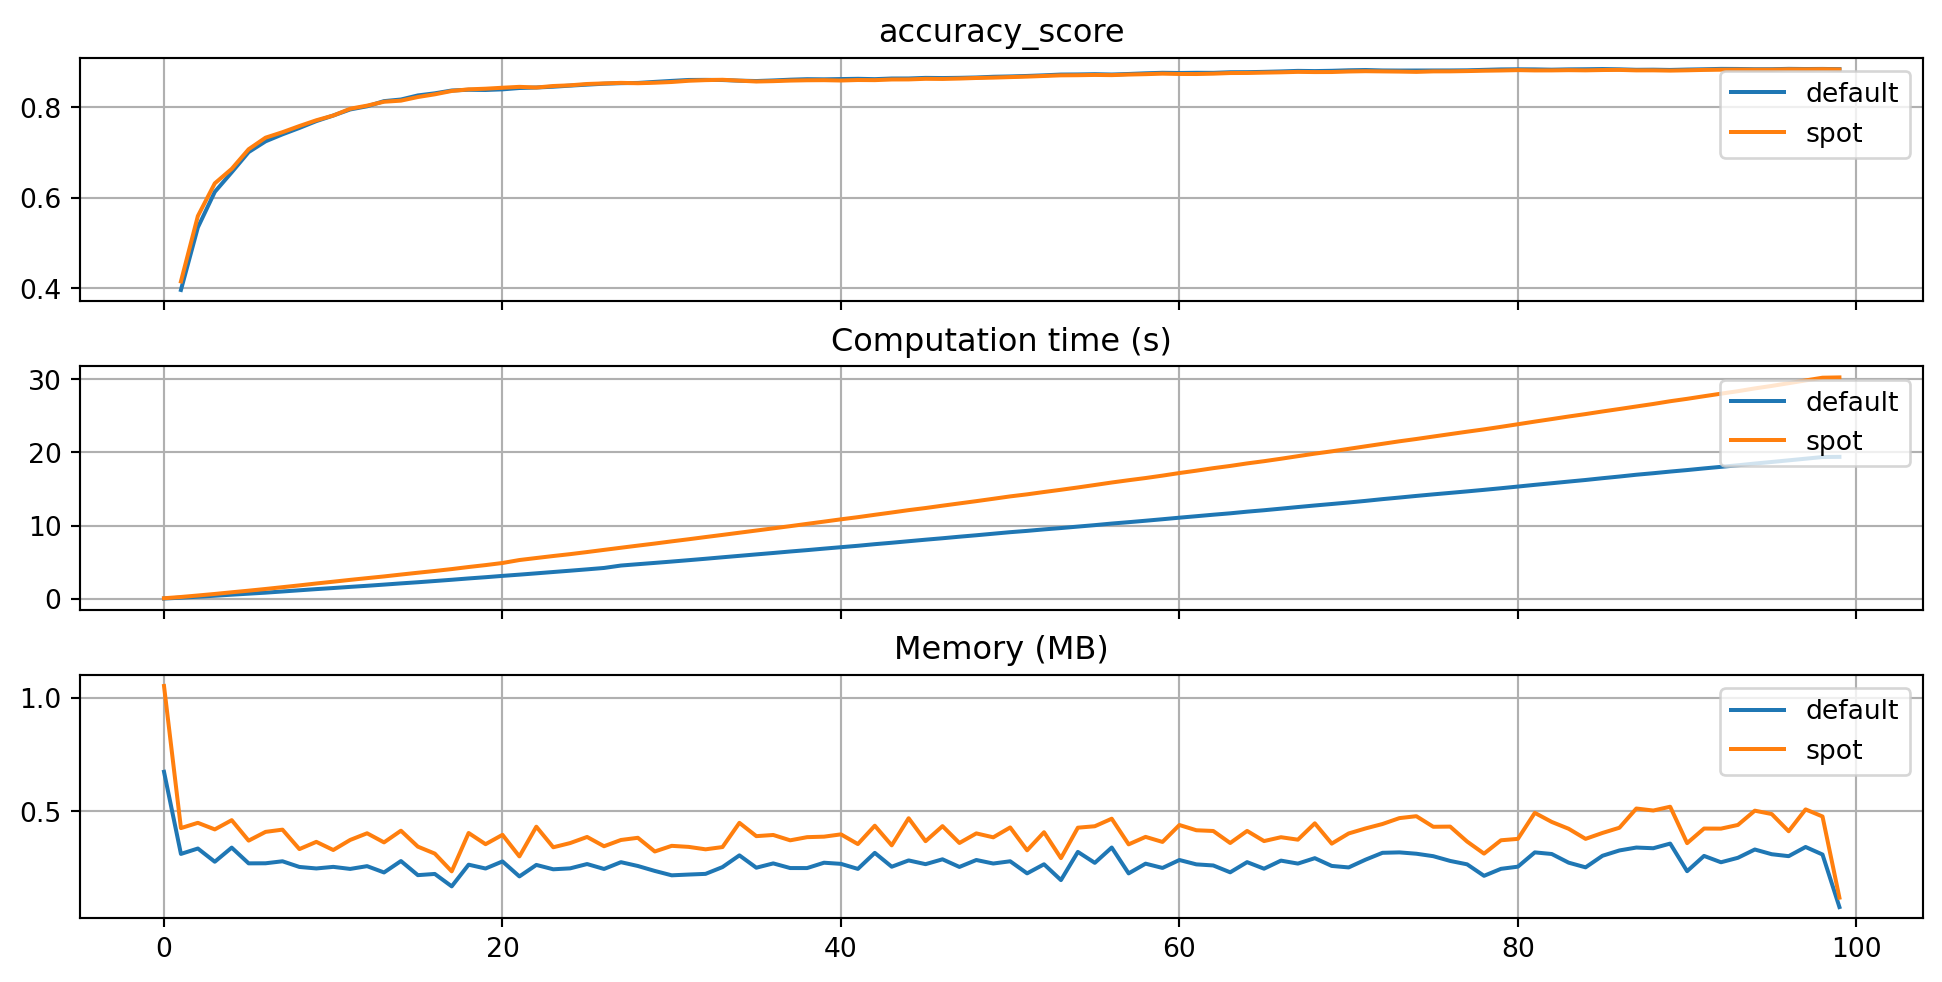 accuracy_score
0.8
0.6
0.4
default
spot
Computation time (s)
30
20
10
0
default
spot
Memory (MB)
1.0
0.5
default
spot
0 20 40 60 80 100